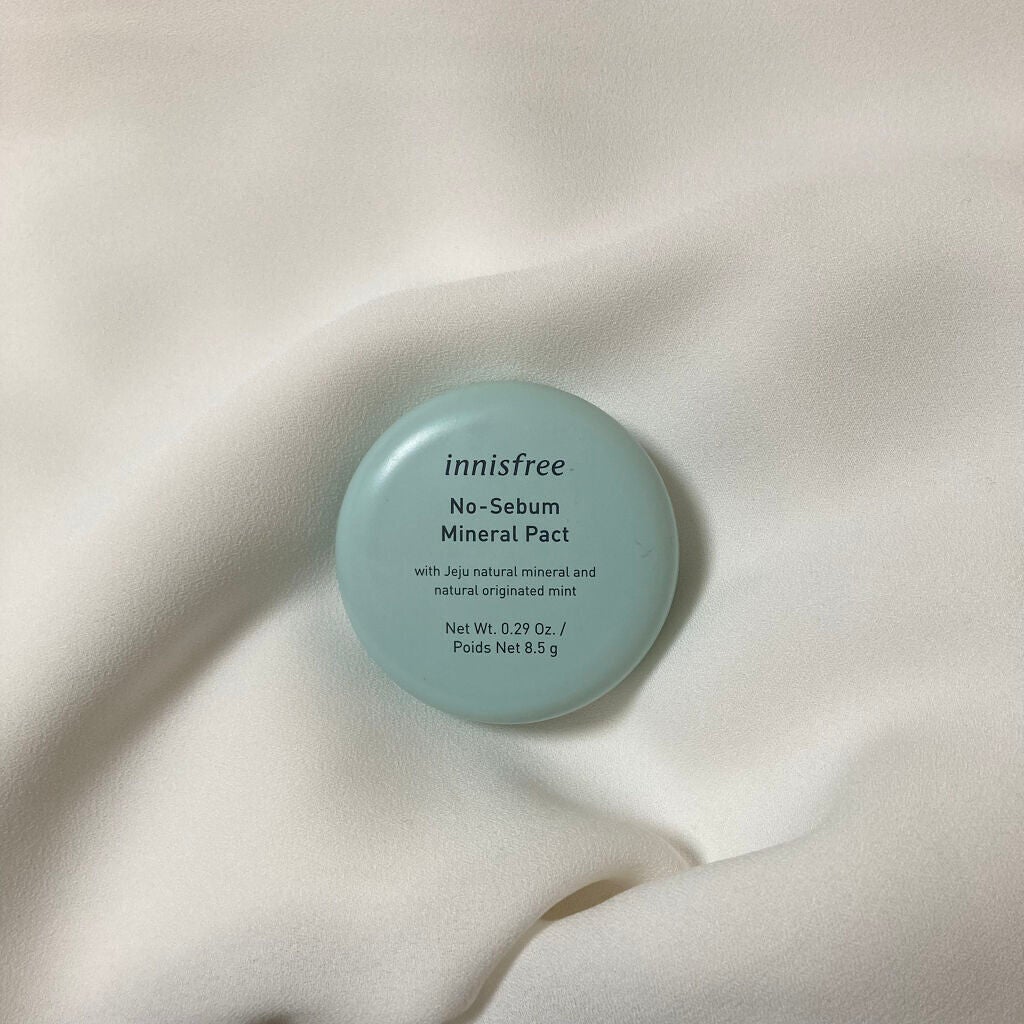 innisfree
No-Sebum
Mineral Pact
with Jeju natural mineral and
natural originated mint
Net Wt. 0.29 Oz. /
Poids Net 8.5 g